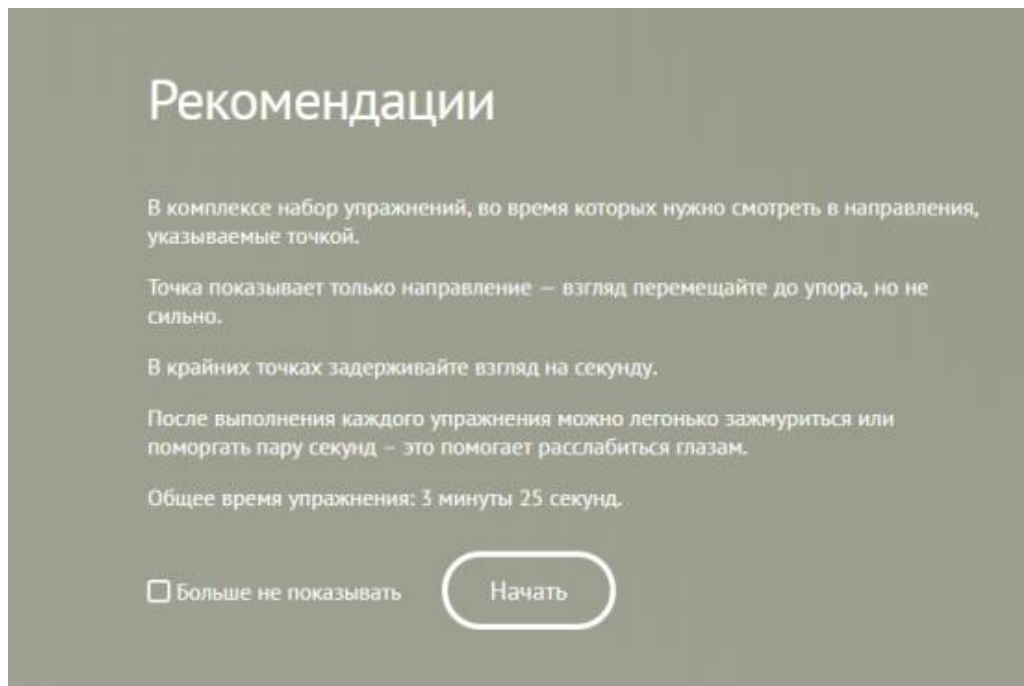 Рекомендации
В комплексе набор упражнений, во время которых нужно смотреть в направления,
указываемые точкой.
Точка показывает только направление — взгляд перемещайте до упора, но не
сильно.
В крайних точках задерживайте взгляд на секунду.
После выполнения каждого упражнения можно легонько зажмуриться или
поморгать пару секунд – это помогает расслабиться глазам.
Общее время упражнения: 3 минуты 25 секунд.
Больше не показывать
Начать